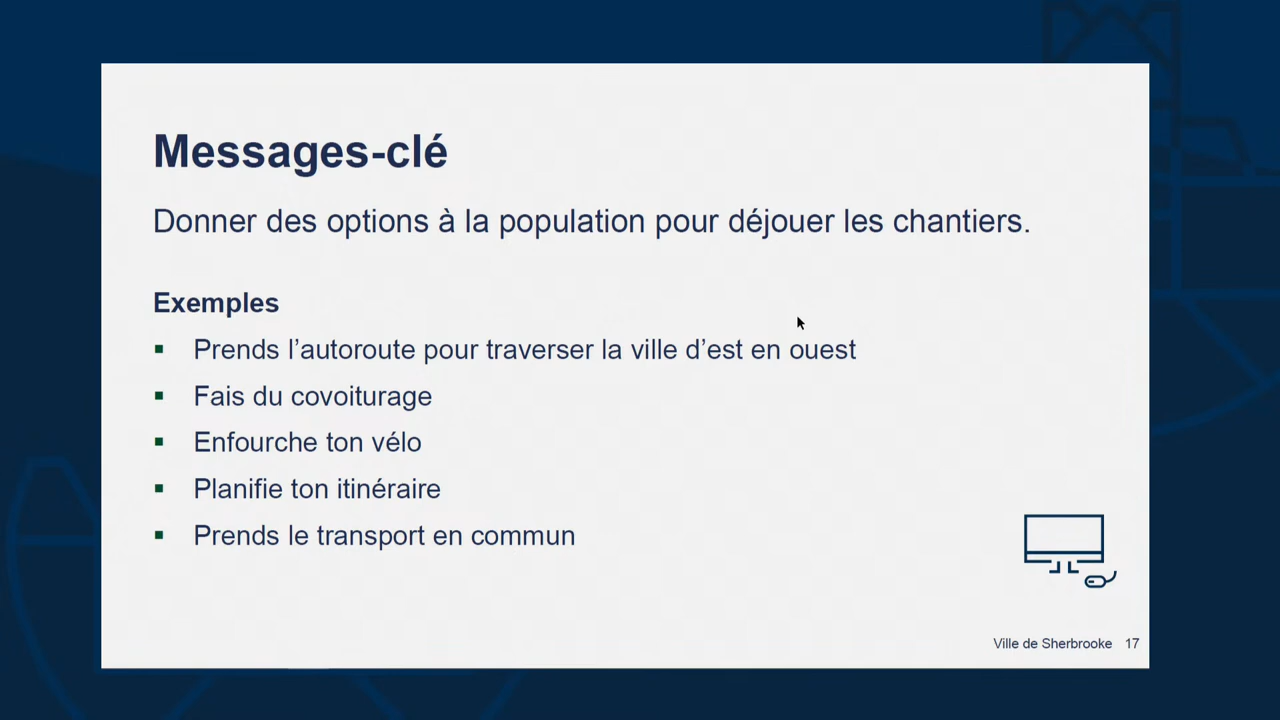 Messages-clé
Donner des options à la population pour déjouer les chantiers.
Exemples
▪ Prends l’autoroute pour traverser la ville d’est en ouest
▪ Fais du covoiturage
▪ Enfourche ton vélo
▪ Planifie ton itinéraire
▪ Prends le transport en commun
Ville de Sherbrooke 17